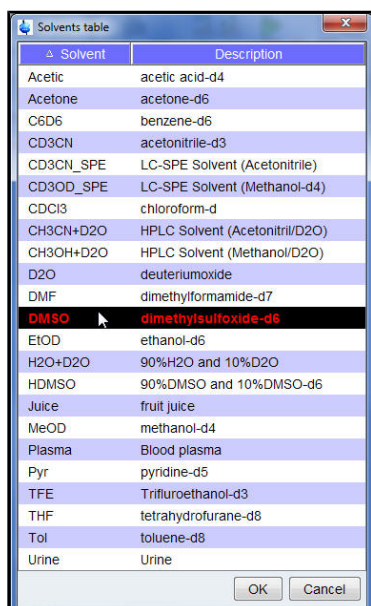 Solvents table
Solvent Description
Acetic acetic acid-d4
Acetone acetone-d6
C6D6 benzene-d6
CD3CN acetonitrile-d3
CD3CN_SPE LC-SPE Solvent (Acetonitrile)
CD3OD_SPE LC-SPE Solvent (Methanol-d4)
CDCl3 chloroform-d
CH3CN+D2O HPLC Solvent (Acetonitril/D2O)
CH3OH+D2O HPLC Solvent (Methanol/D2O)
D2O deuteriumoxide
DMF dimethylformamide-d7
DMSO dimethylsulfoxide-d6
EtOD ethanol-d6
H2O+D2O 90%H2O and 10%D2O
HDMSO 90%DMSO and 10%DMSO-d6
Juice fruit juice
MeOD methanol-d4
Plasma Blood plasma
Pyr pyridine-d5
TFE Trifluroethanol-d3
THF tetrahydrofurane-d8
Tol toluene-d8
Urine Urine
OK Cancel